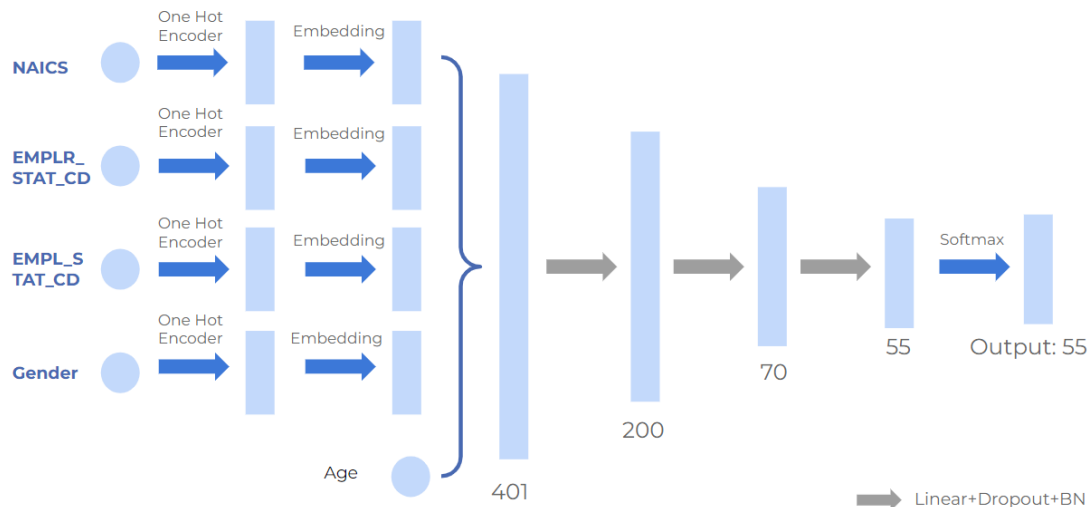 One Hot
Encoder
Embedding
NAICS
One Hot
Encoder
Embedding
EMPLR_
STAT_CD
One Hot
Encoder
Embedding
EMPL_S
TAT_CD
One Hot
Encoder
Embedding
Gender
Age
401
200
70
55
Softmax
Output: 55
Linear+Dropout+BN